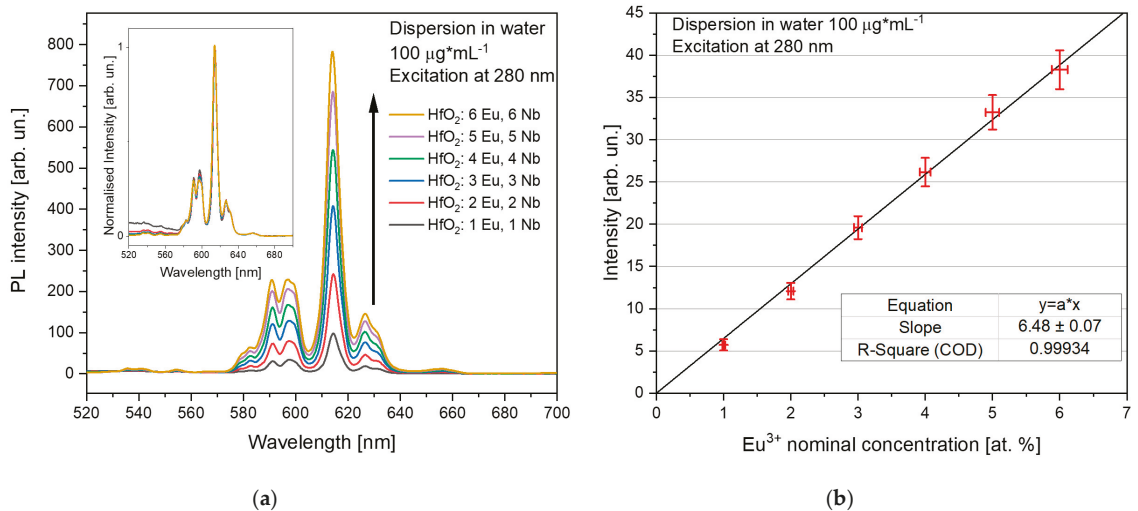 800
700
600
500
400
300
200
100
0
PL intensity [arb. un.]
520
540
560
580
600
620
640
660
680
700
Wavelength [nm]
Dispersion in water
100 μg*mL-1
Excitation at 280 nm
HfO2: 6 Eu, 6 Nb
HfO2: 5 Eu, 5 Nb
HfO2: 4 Eu, 4 Nb
HfO2: 3 Eu, 3 Nb
HfO2: 2 Eu, 2 Nb
HfO2: 1 Eu, 1 Nb
1
0
Normalised Intensity [arb. un.]
520
560
600
640
680
Wavelength [nm]
(a)
45
40
35
30
25
20
15
10
5
0
Intensity [arb. un.]
Dispersion in water 100 μg*mL-1
Excitation at 280 nm
Equation y=a*x
Slope 6.48 ± 0.07
R-Square (COD) 0.99934
0
1
2
3
4
5
6
7
Eu3+ nominal concentration [at. %]
(b)